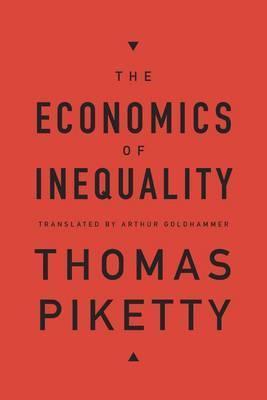 THE
ECONOMICS
OF
INEQUALITY
TRANSLATED BY ARTHUR GOLDHAMMER
THOMAS
PIKETTY